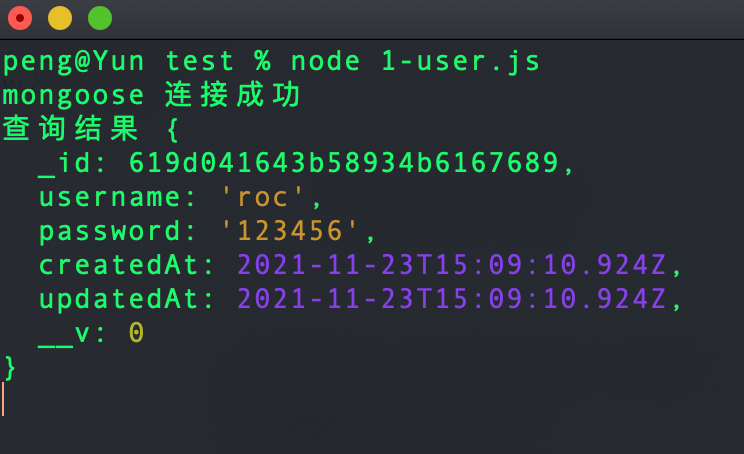 peng@Yun test % node 1-user.js
mongoose 连接成功
查询结果 {
  _id: 619d041643b58934b6167689,
  username: 'roc',
  password: '123456',
  createdAt: 2021-11-23T15:09:10.924Z,
  updatedAt: 2021-11-23T15:09:10.924Z,
  __v: 0
}